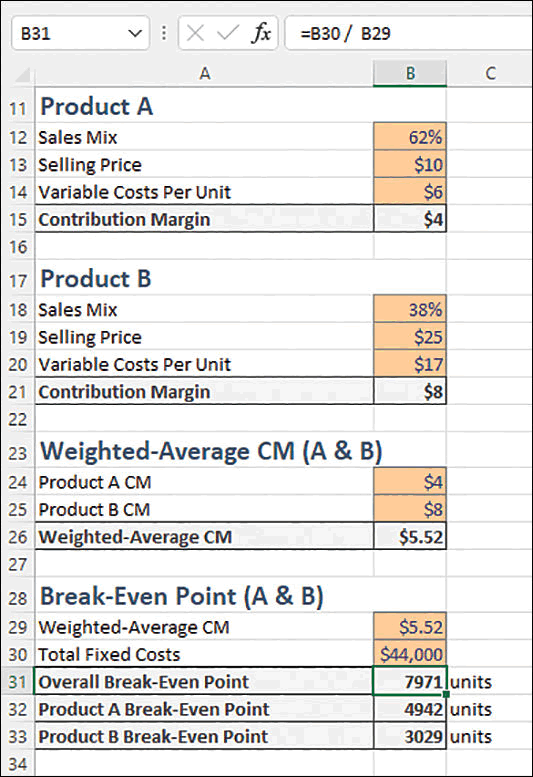 B31 fx =B30 / B29
A B C
11 Product A
12 Sales Mix 62%
13 Selling Price $10
14 Variable Costs Per Unit $6
15 Contribution Margin $4
16
17 Product B
18 Sales Mix 38%
19 Selling Price $25
20 Variable Costs Per Unit $17
21 Contribution Margin $8
22
23 Weighted-Average CM (A & B)
24 Product A CM $4
25 Product B CM $8
26 Weighted-Average CM $5.52
27
28 Break-Even Point (A & B)
29 Weighted-Average CM $5.52
30 Total Fixed Costs $44,000
31 Overall Break-Even Point 7971 units
32 Product A Break-Even Point 4942 units
33 Product B Break-Even Point 3029 units
34